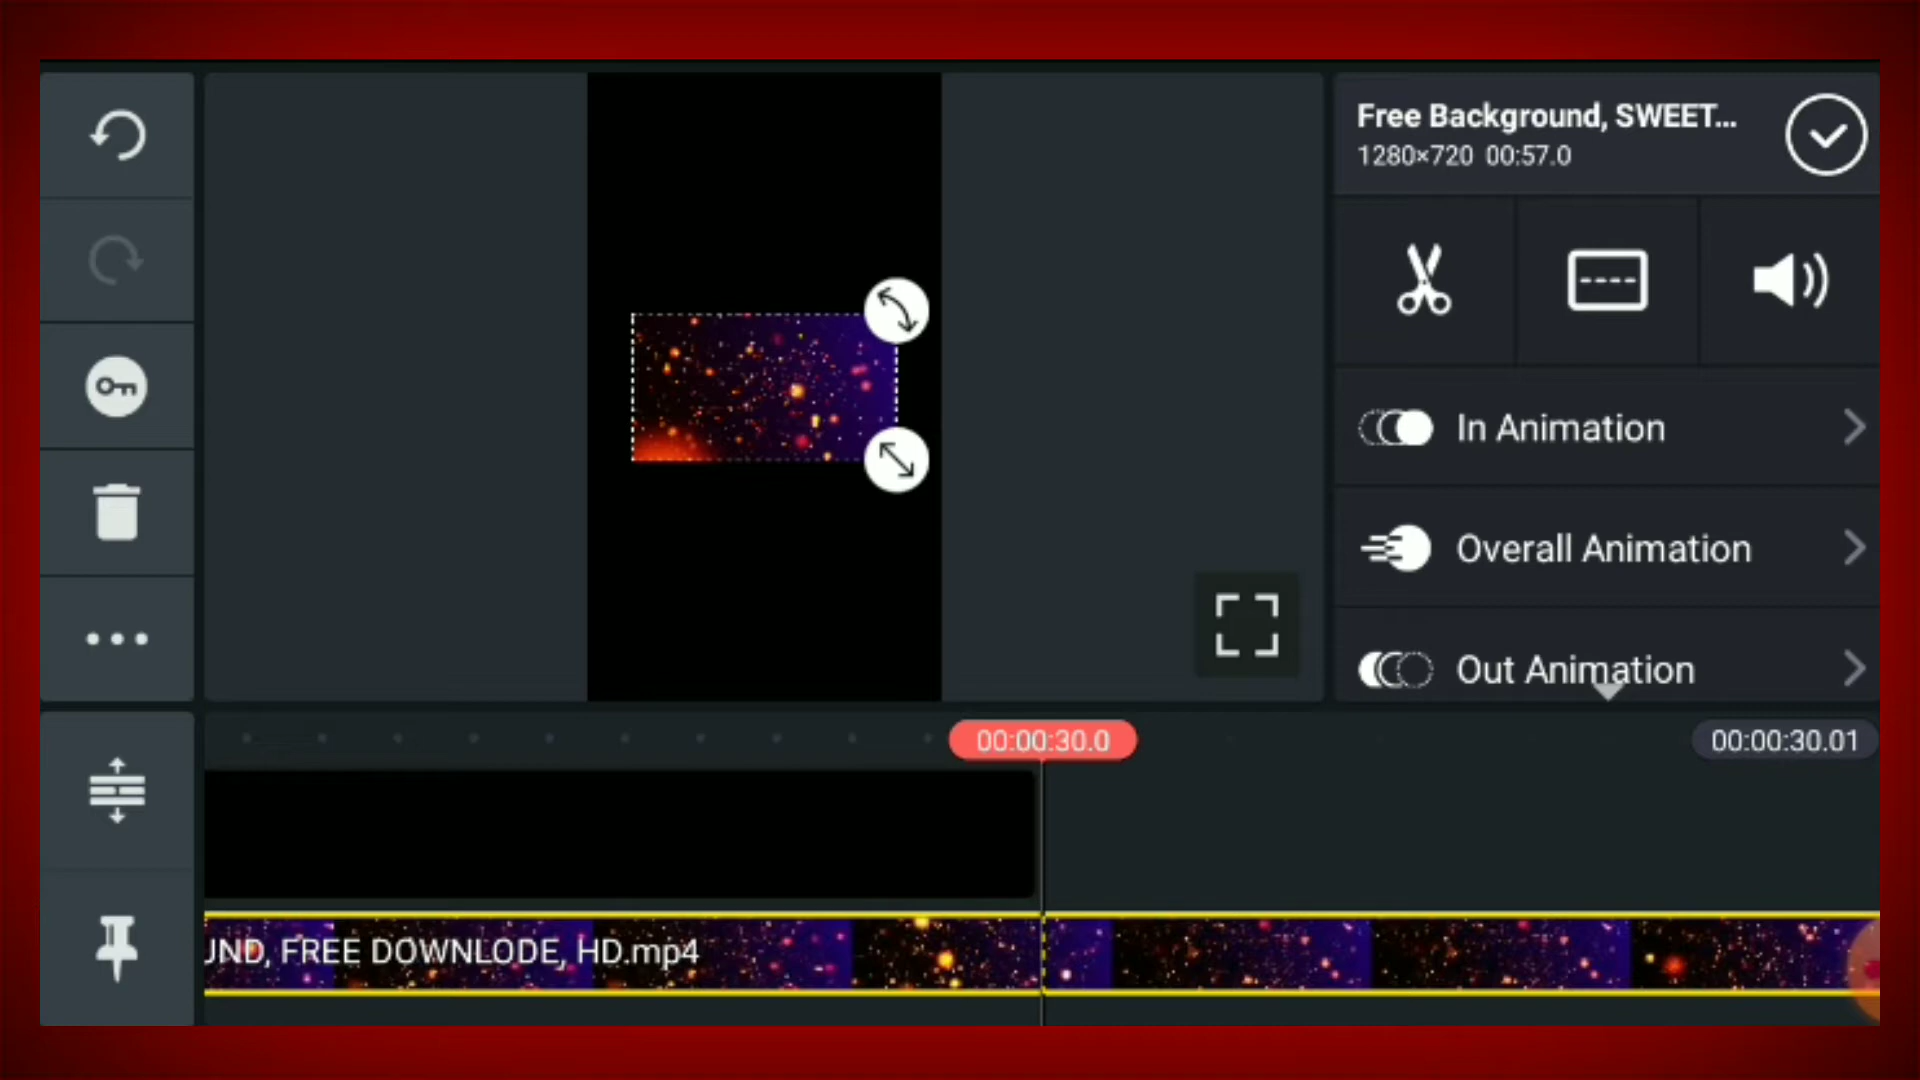 Free Background, SWEET...
1280×720 00:57.0
In Animation
Overall Animation
Out Animation
00:00:30.0
00:00:30.01
UND, FREE DOWNLODE, HD.mp4